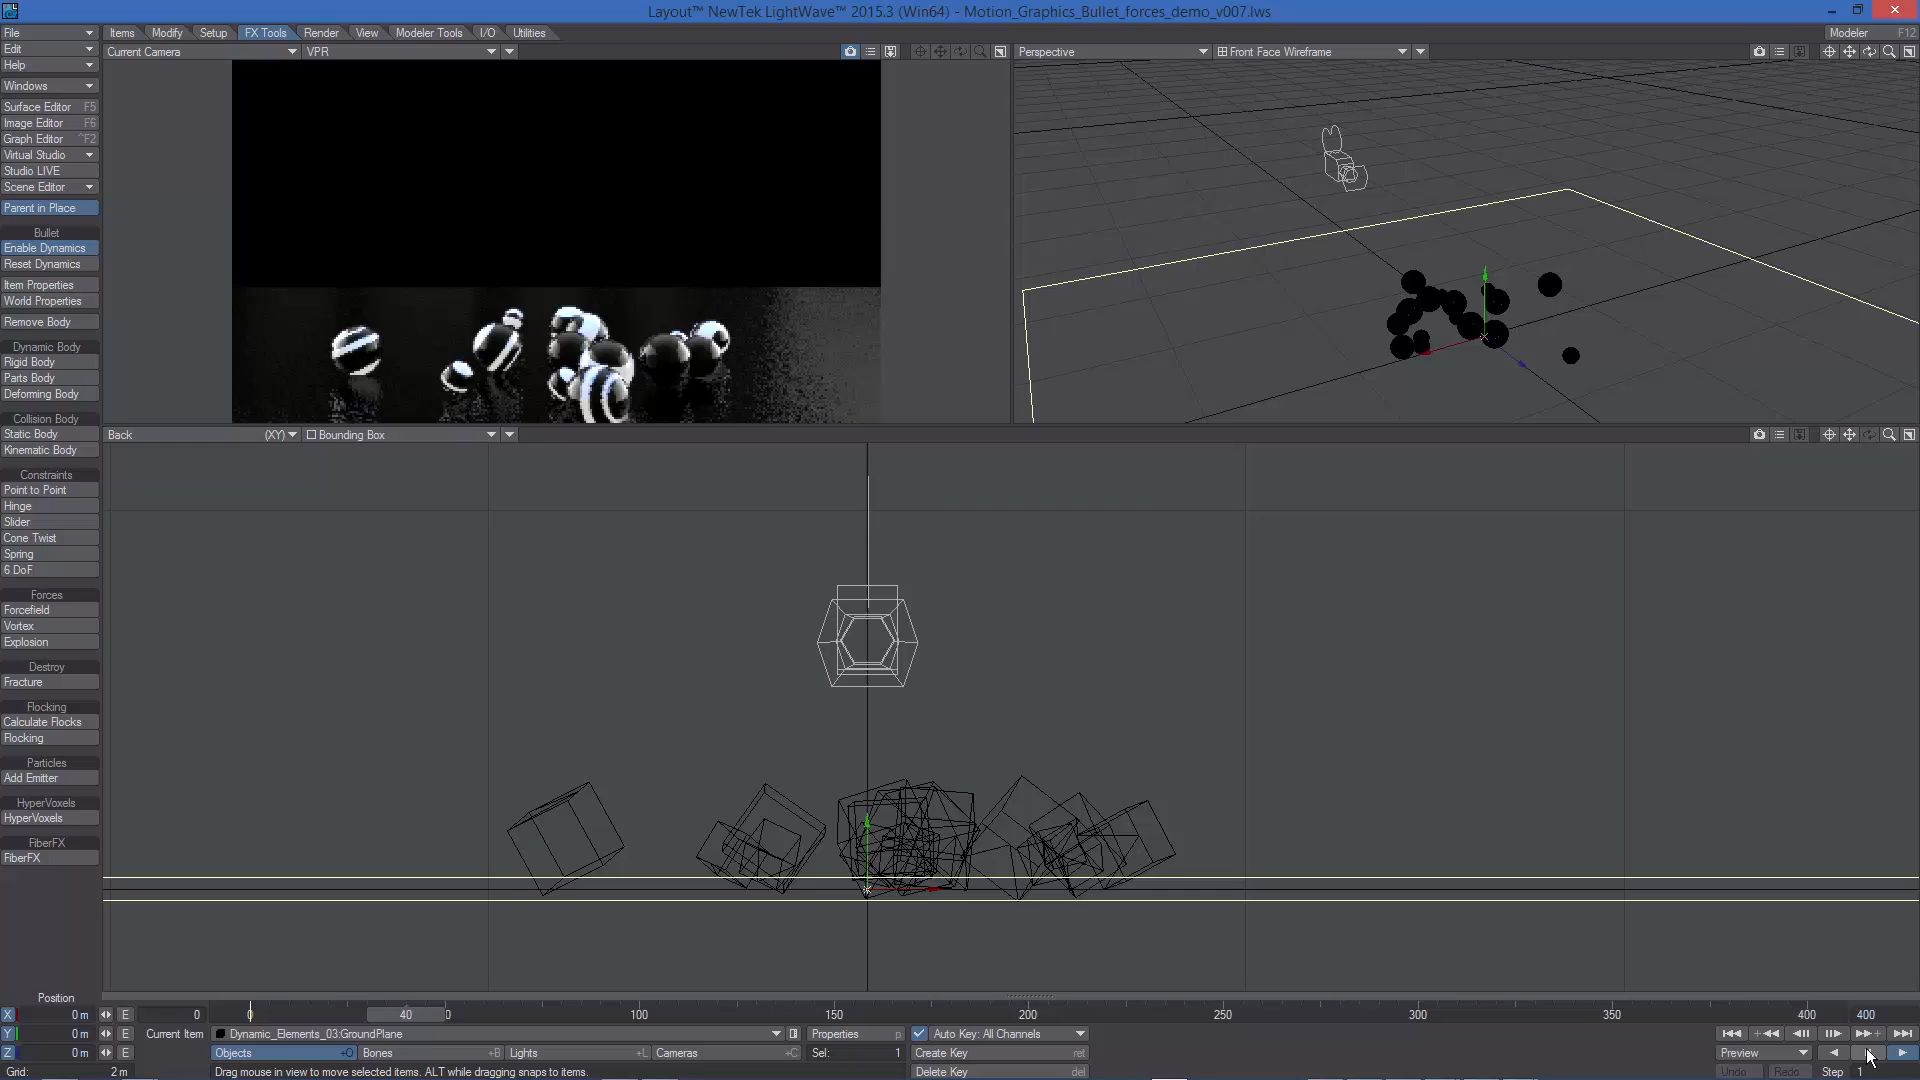 Layout™ NewTek LightWave™ 2015.3 (Win64) - Motion_Graphics_Bullet_forces_demo_v007.lws
File
Items Modify Setup FX Tools Render View Modeler Tools I/O Utilities
Modeler F12
Edit
Current Camera VPR
Perspective Front Face Wireframe
Help
Windows
Surface Editor F5
Image Editor F6
Graph Editor ^F2
Virtual Studio
Studio LIVE
Scene Editor
Parent in Place
Bullet
Enable Dynamics
Reset Dynamics
Item Properties
World Properties
Remove Body
Dynamic Body
Rigid Body
Parts Body
Deforming Body
Collision Body
Static Body
Kinematic Body
Back (XY) Bounding Box
Constraints
Point to Point
Hinge
Slider
Cone Twist
Spring
6 DoF
Forces
Forcefield
Vortex
Explosion
Destroy
Fracture
Flocking
Calculate Flocks
Flocking
Particles
Add Emitter
HyperVoxels
HyperVoxels
FiberFX
FiberFX
Position
X 0 m E 0 0 40 0 100 150 200 250 300 350 400 400
Y 0 m E Current Item Dynamic_Elements_03:GroundPlane Properties p Auto Key: All Channels
Z 0 m E Objects +O Bones +B Lights +L Cameras +C Sel: 1 Create Key ret Preview
Grid: 2 m Drag mouse in view to move selected items. ALT while dragging snaps to items. Delete Key del Undo Redo Step 1